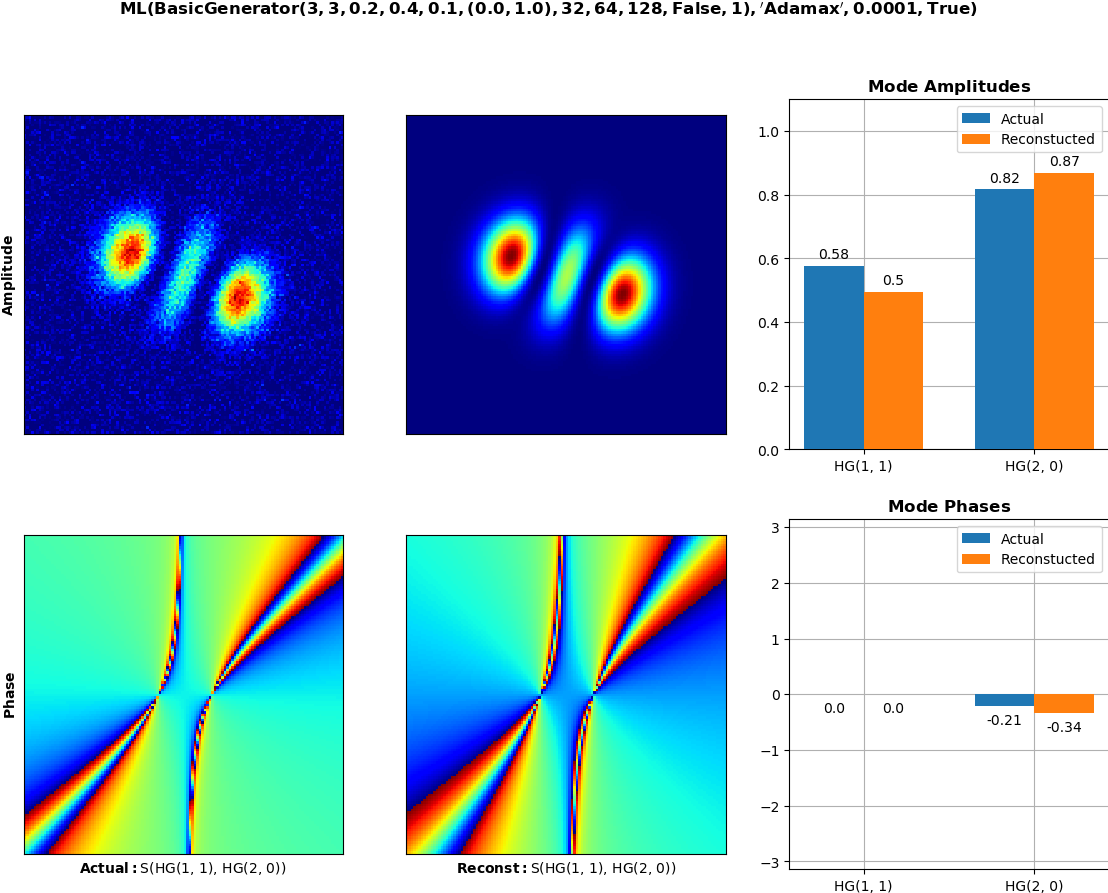 ML(BasicGenerator(3, 3, 0.2, 0.4, 0.1, (0.0, 1.0), 32, 64, 128, False, 1), ′Adamax′, 0.0001, True)
Amplitude
Mode Amplitudes
Actual
Reconstucted
1.0
0.8
0.6
0.4
0.2
0.0
0.58
0.5
0.82
0.87
HG(1, 1)
HG(2, 0)
Phase
Actual: S(HG(1, 1), HG(2, 0))
Reconst: S(HG(1, 1), HG(2, 0))
Mode Phases
Actual
Reconstucted
3
2
1
0
−1
−2
−3
0.0
0.0
-0.21
-0.34
HG(1, 1)
HG(2, 0)